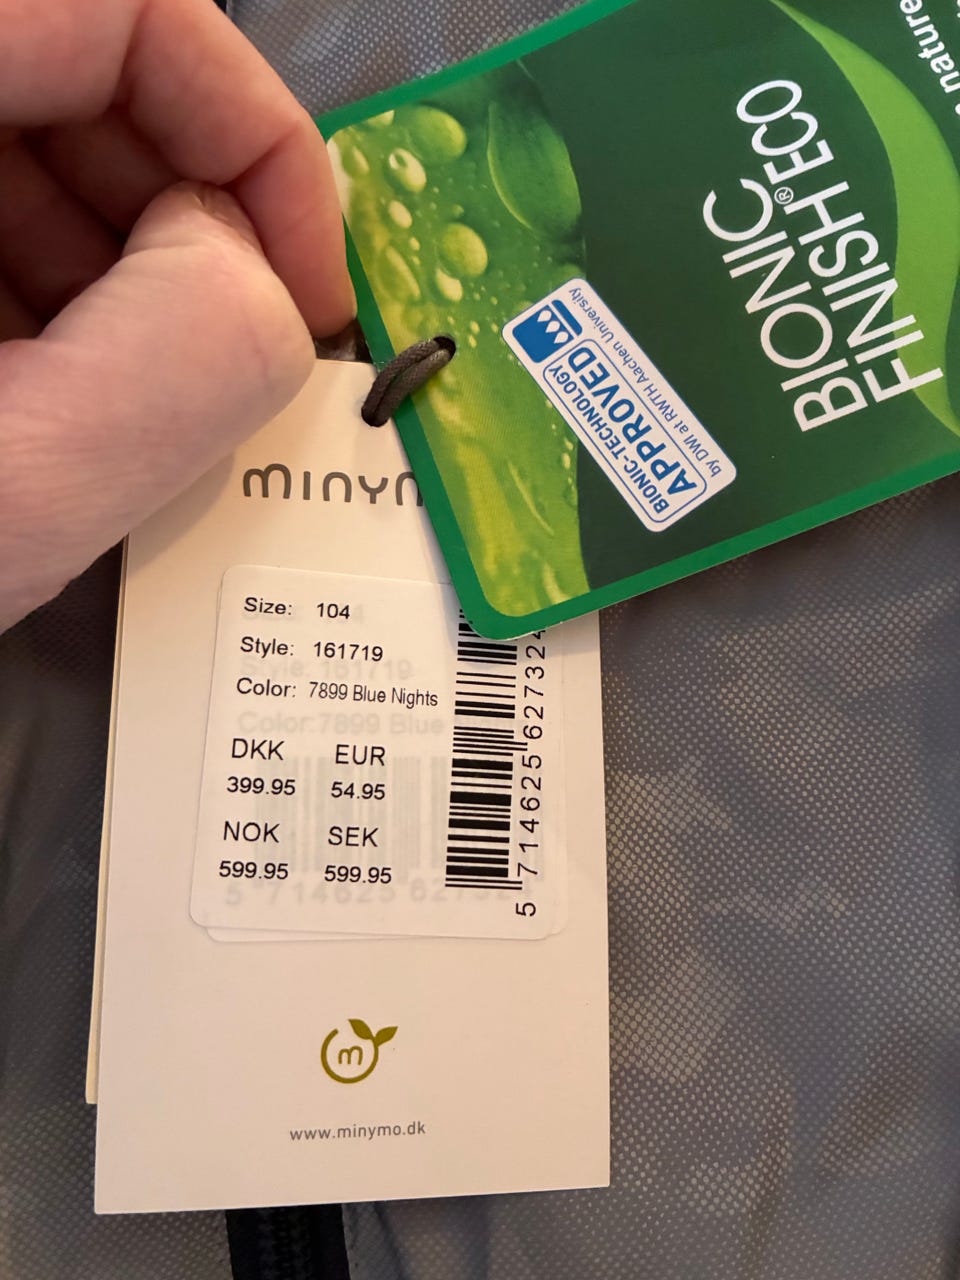 nature
BIONIC
FINISH®ECO
BIONIC-TECHNOLOGY
APPROVED
by DWI at RWTH Aachen University
minym
Size: 104
Style: 161719
Color: 7899 Blue Nights
DKK EUR
399.95 54.95
NOK SEK
599.95 599.95
5 714625 627324
m
www.minymo.dk